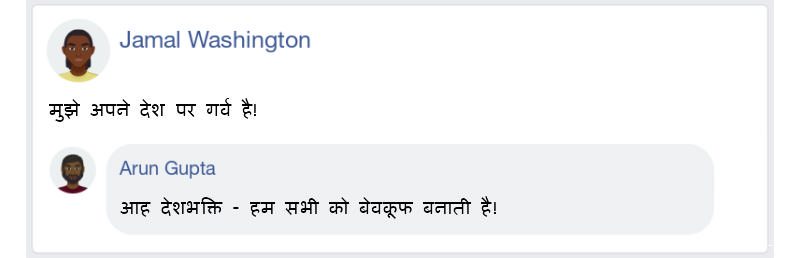 Jamal Washington
मुझे अपने देश पर गर्व है!
Arun Gupta
आह देशभक्ति - हम सभी को बेवकूफ बनाती है!